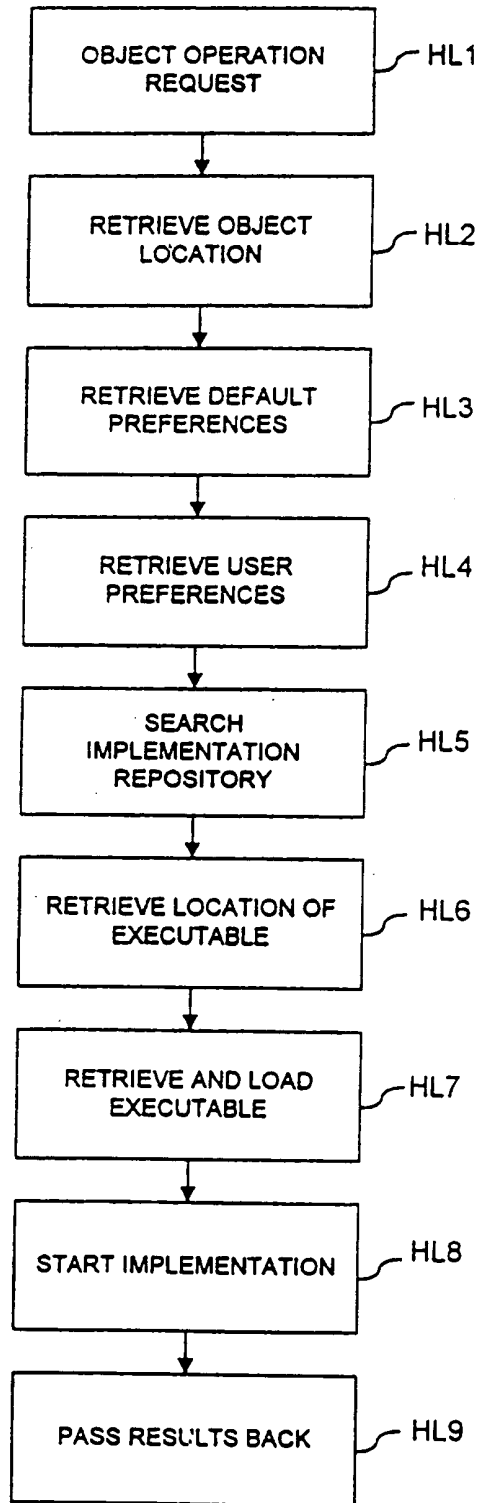 OBJECT OPERATION
REQUEST
HL1
RETRIEVE OBJECT
LOCATION
HL2
RETRIEVE DEFAULT
PREFERENCES
HL3
RETRIEVE USER
PREFERENCES
HL4
SEARCH
IMPLEMENTATION
REPOSITORY
HL5
RETRIEVE LOCATION OF
EXECUTABLE
HL6
RETRIEVE AND LOAD
EXECUTABLE
HL7
START IMPLEMENTATION
HL8
PASS RESULTS BACK
HL9